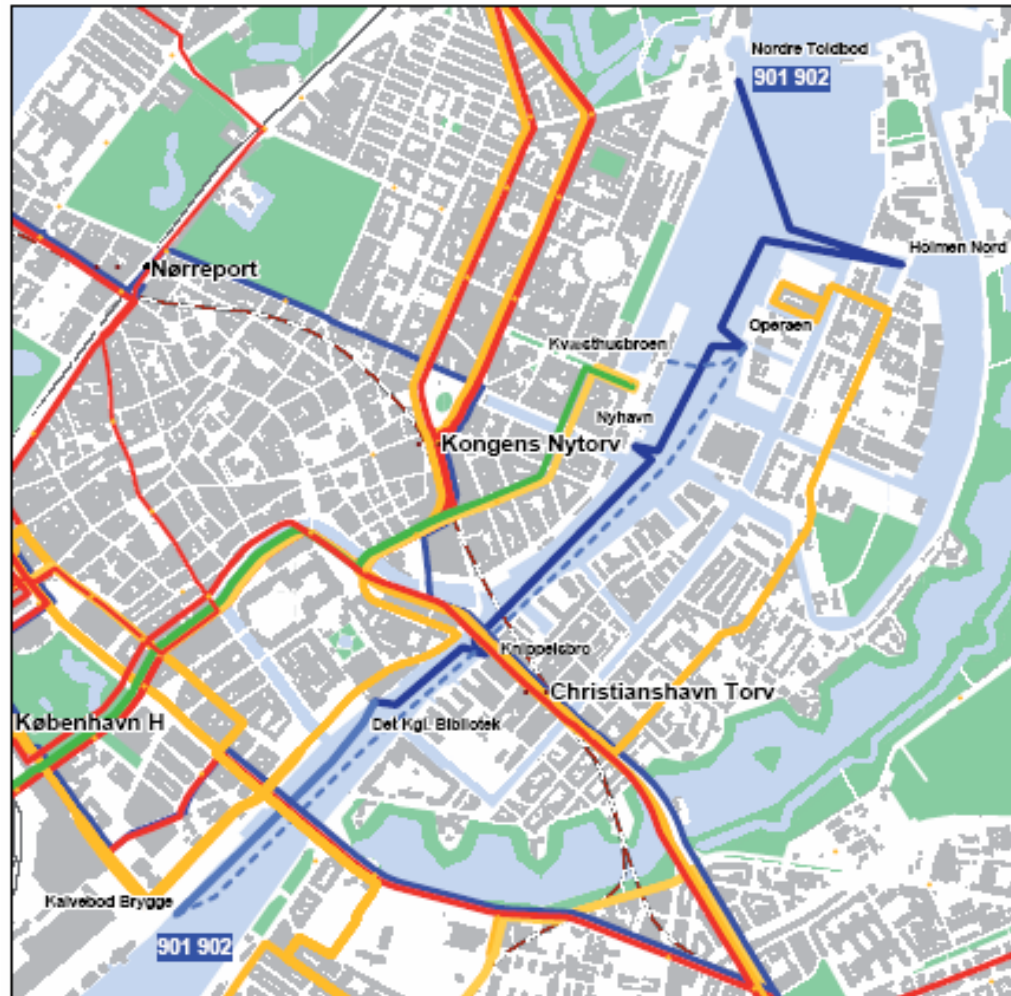 Nordre Toldbod
901 902
Holmen Nord
Nørreport
Operaen
Kvæsthusbroen
Nyhavn
Kongens Nytorv
Knippelsbro
Christianshavn Torv
København H
Det Kgl. Bibliotek
Kalvebod Brygge
901 902